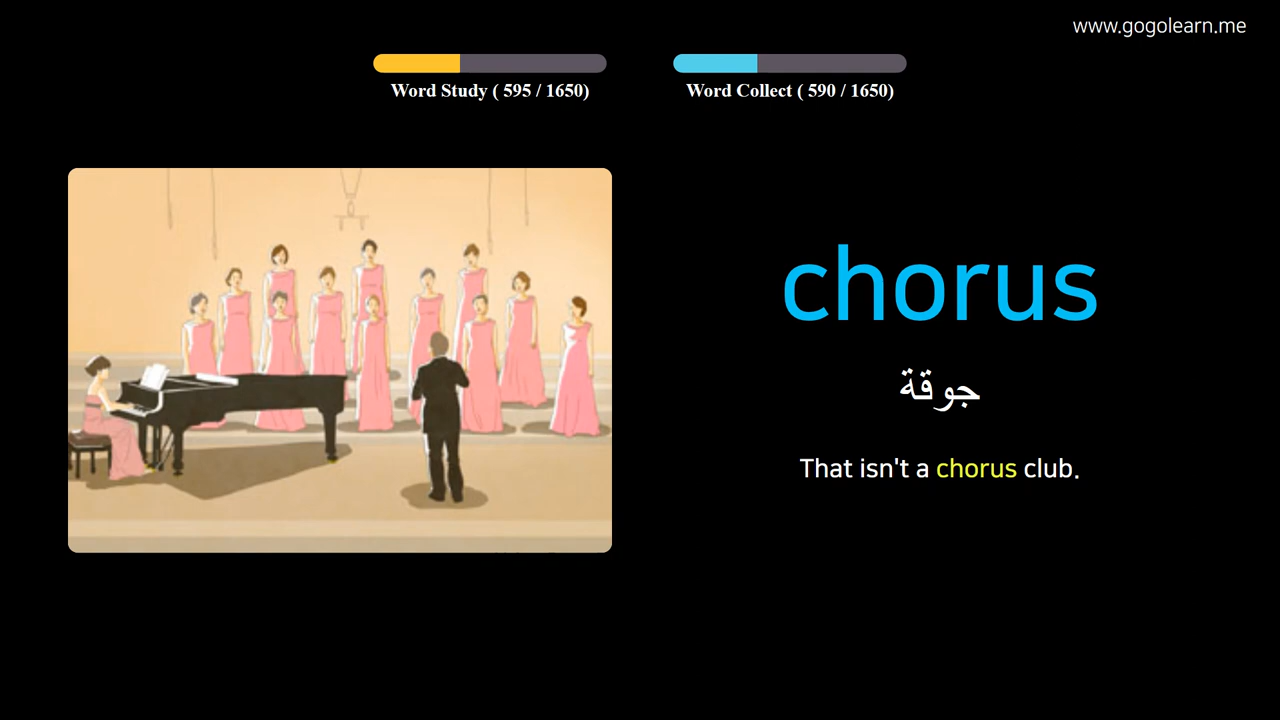 www.gogolearn.me
Word Study ( 595 / 1650)
Word Collect ( 590 / 1650)
chorus
جوقة
That isn't a chorus club.